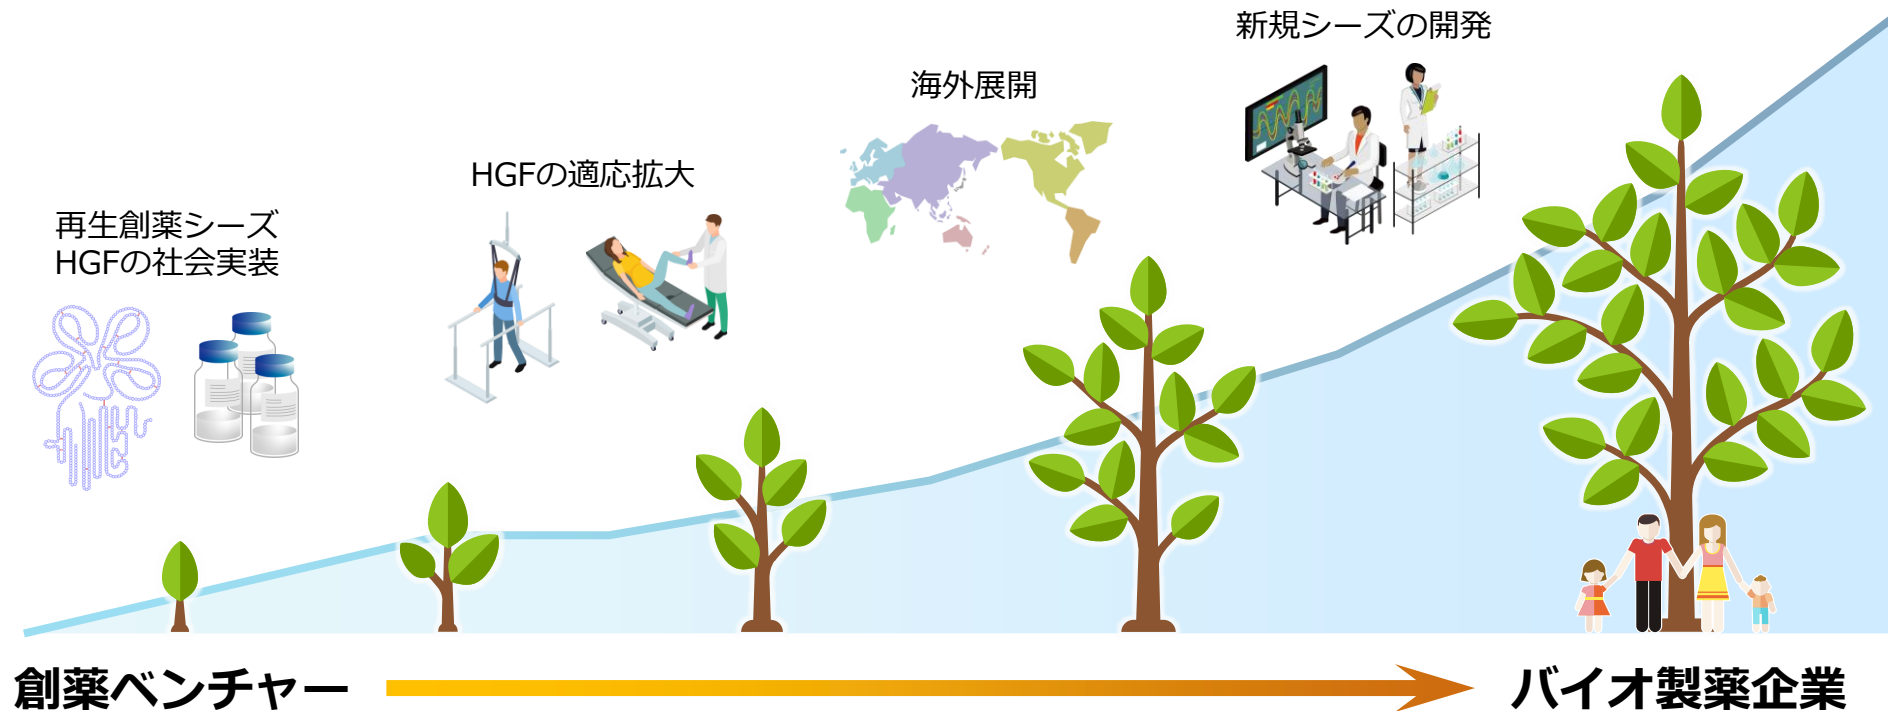 再生創薬シーズ
HGFの社会実装
HGFの適応拡大
海外展開
新規シーズの開発
創薬ベンチャー
バイオ製薬企業